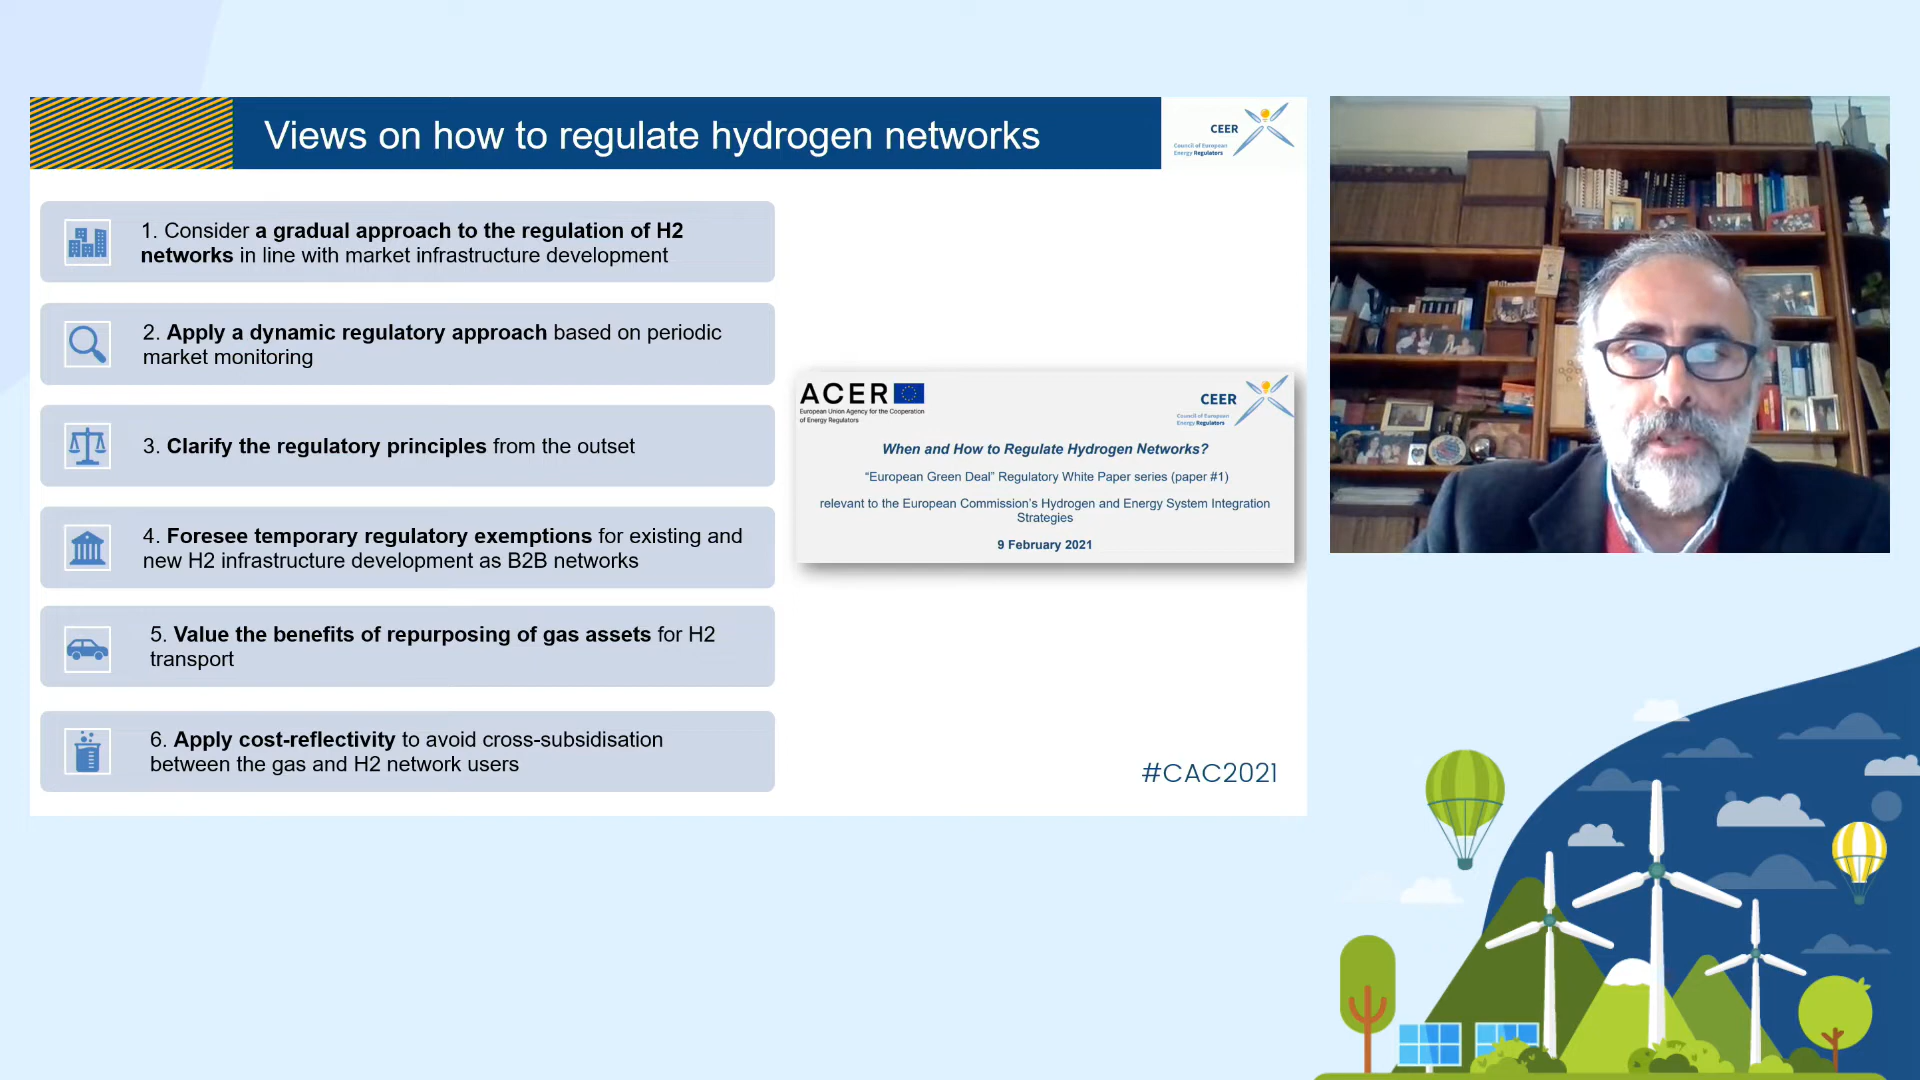 Views on how to regulate hydrogen networks
CEER
Council of European
Energy Regulators
1. Consider a gradual approach to the regulation of H2
networks in line with market infrastructure development
2. Apply a dynamic regulatory approach based on periodic
market monitoring
3. Clarify the regulatory principles from the outset
4. Foresee temporary regulatory exemptions for existing and
new H2 infrastructure development as B2B networks
5. Value the benefits of repurposing of gas assets for H2
transport
6. Apply cost-reflectivity to avoid cross-subsidisation
between the gas and H2 network users
ACER
European Union Agency for the Cooperation
of Energy Regulators
CEER
Council of European
Energy Regulators
When and How to Regulate Hydrogen Networks?
“European Green Deal” Regulatory White Paper series (paper #1)
relevant to the European Commission’s Hydrogen and Energy System Integration
Strategies
9 February 2021
#CAC2021